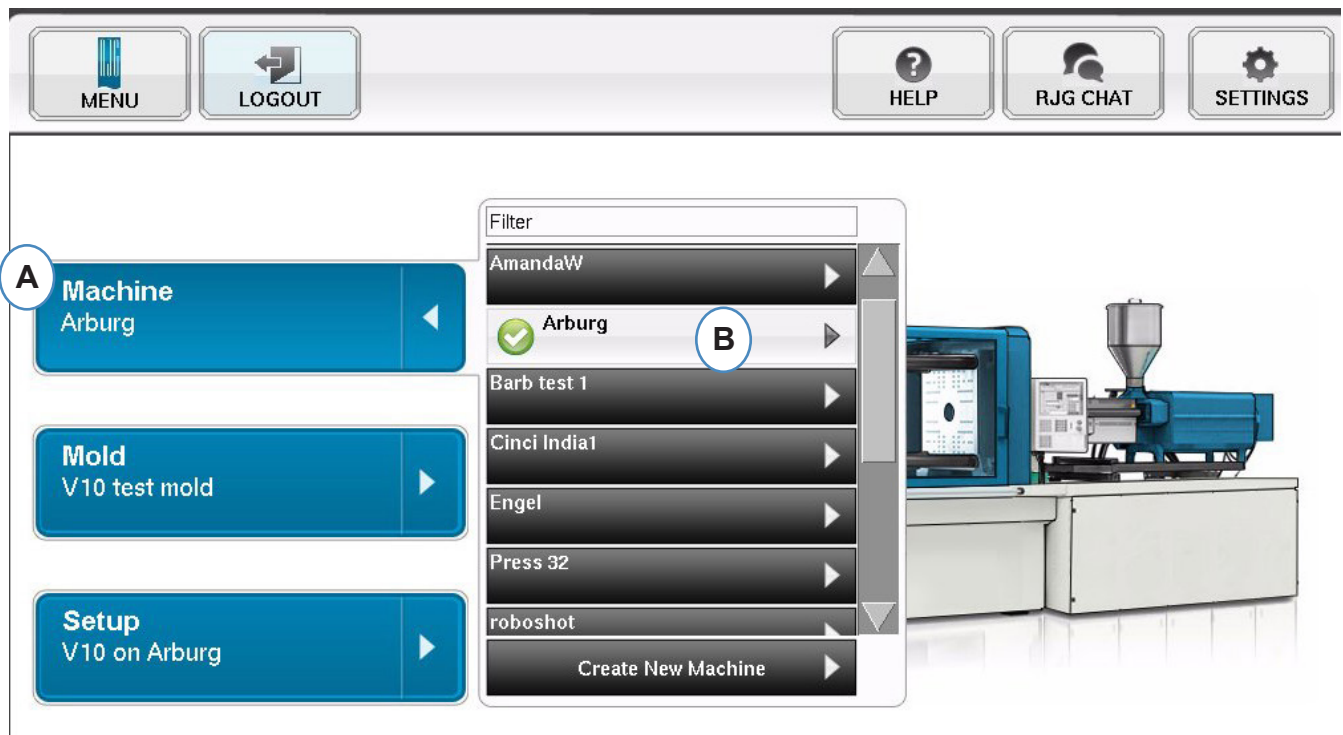 MENU
LOGOUT
HELP
RJG CHAT
SETTINGS
A
Machine
Arburg
Mold
V10 test mold
Setup
V10 on Arburg
Filter
AmandaW
Arburg
B
Barb test 1
Cinci India1
Engel
Press 32
roboshot
Create New Machine